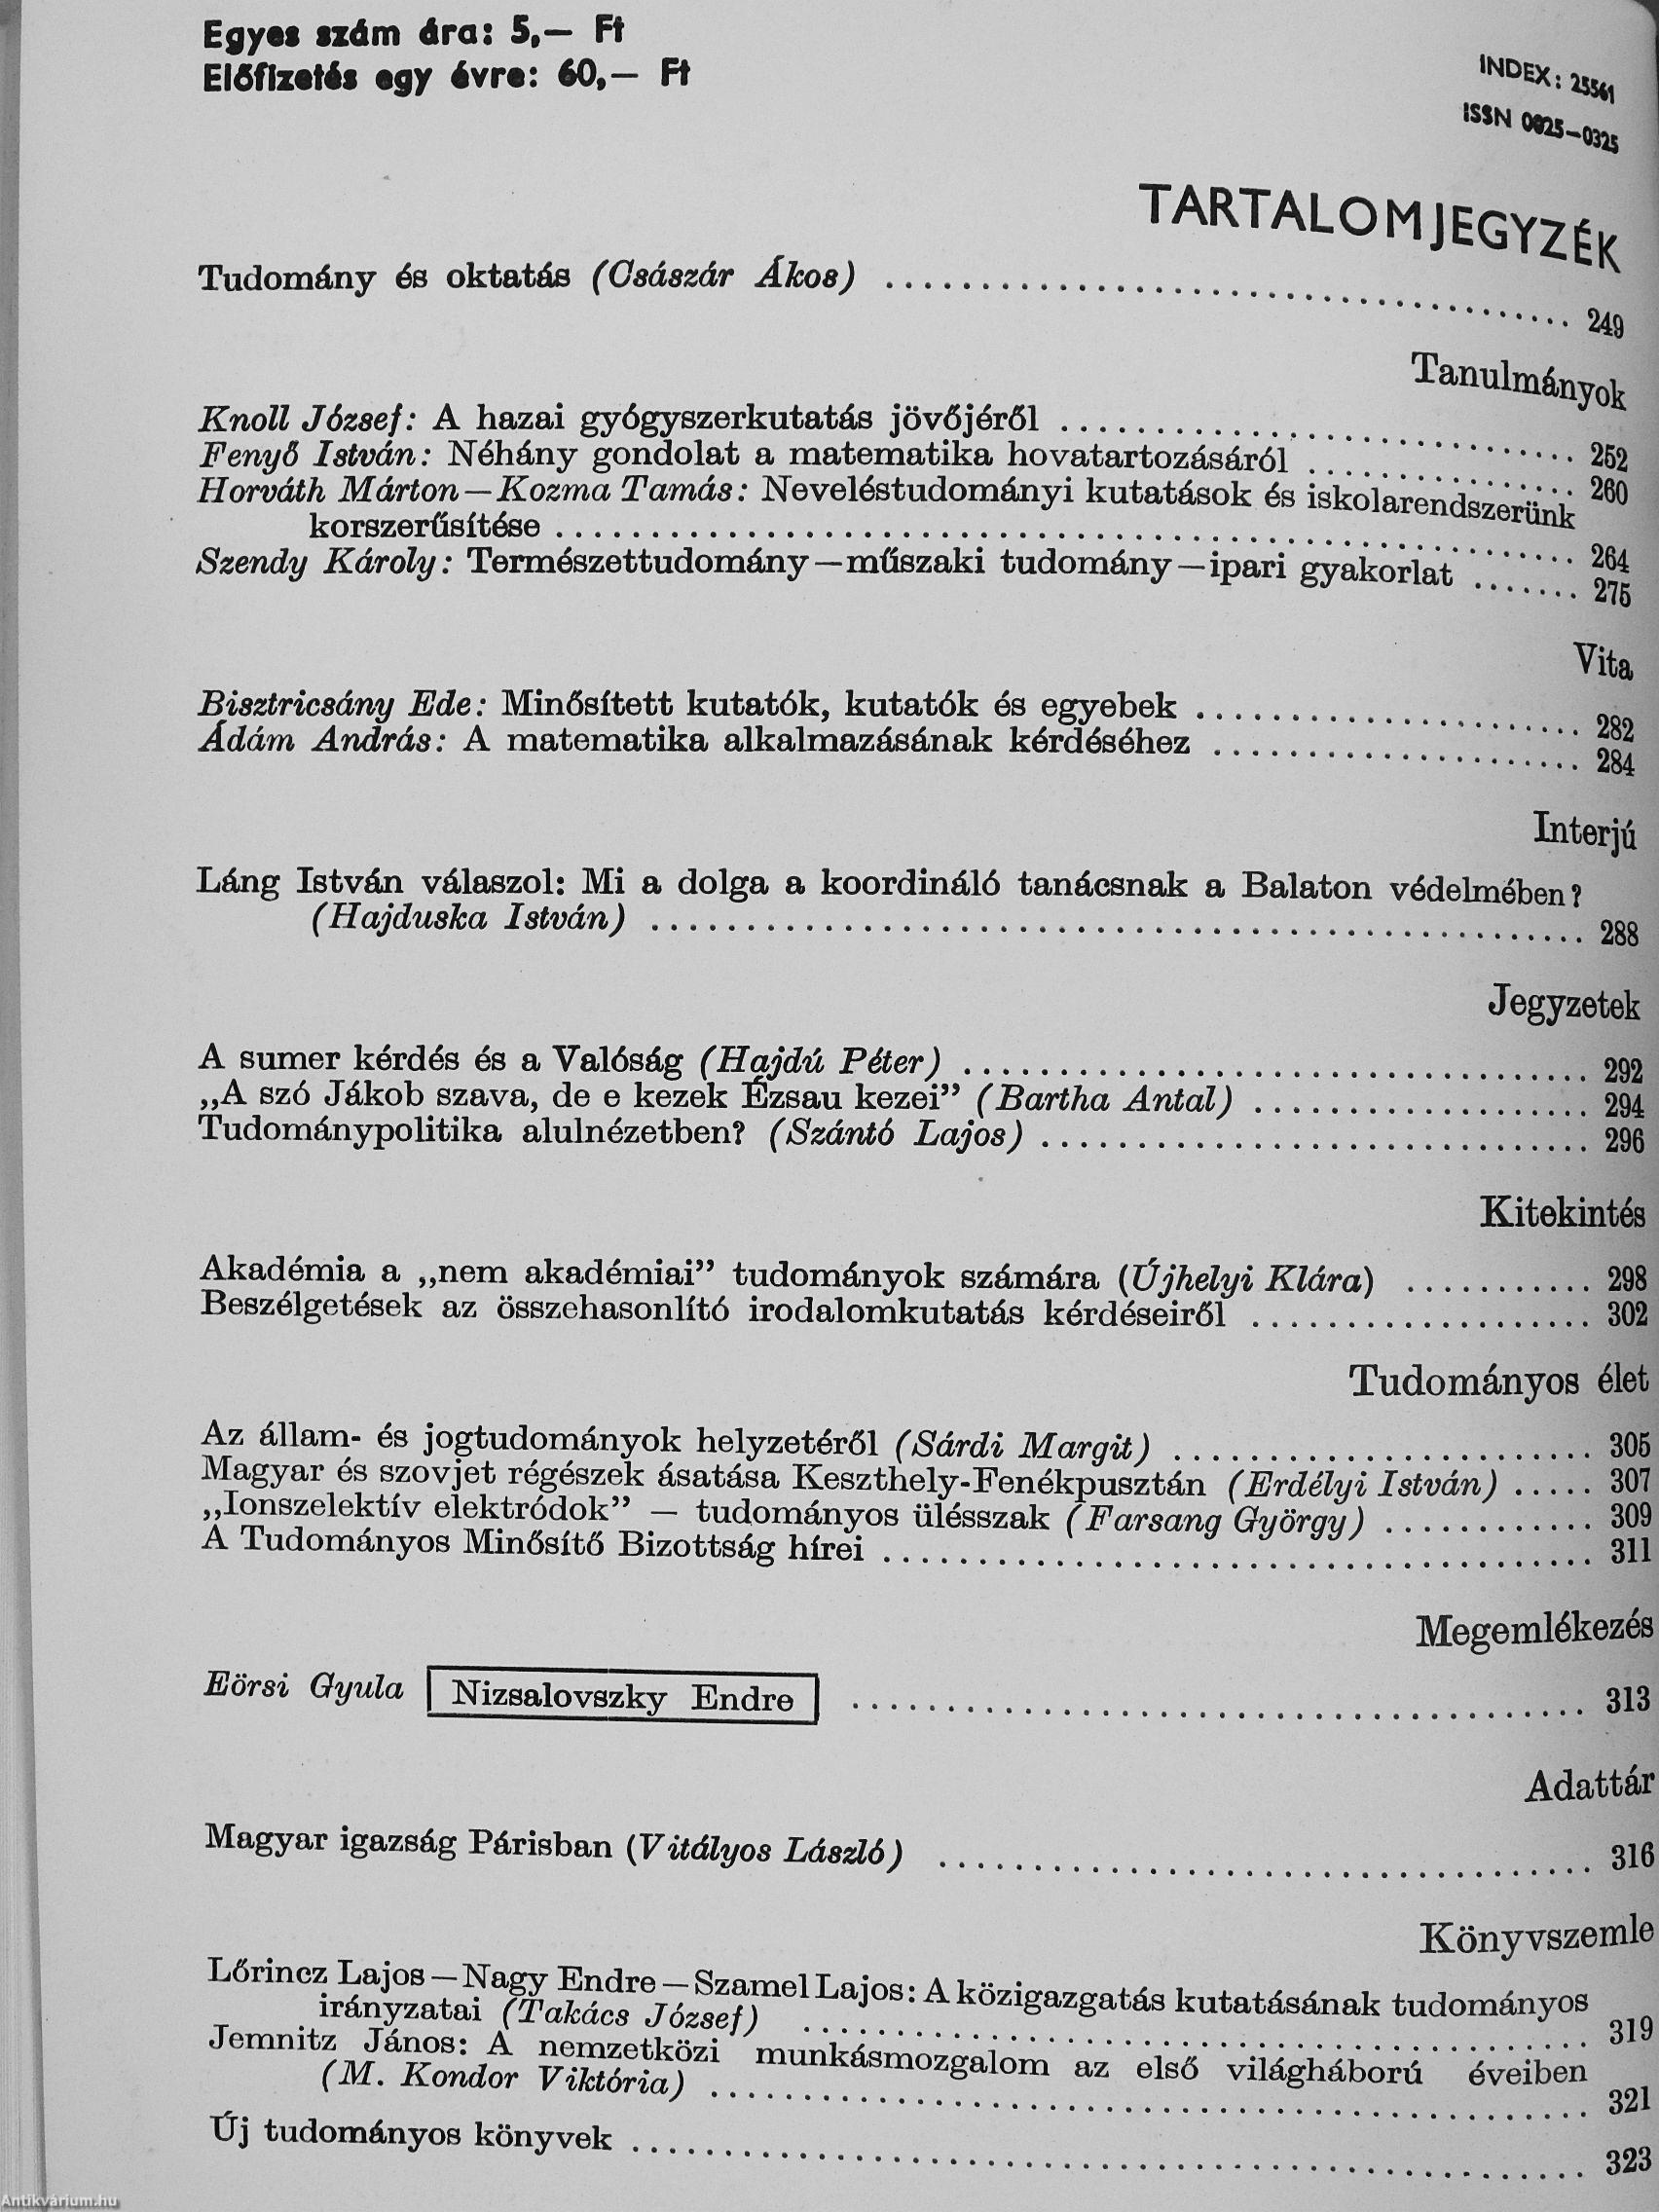 Egyes szám ára: 5,— Ft
Előfizetés egy évre: 60,— Ft
INDEX: 25561
ISSN 0025—0325
TARTALOMJEGYZÉK
Tudomány és oktatás (Császár Ákos) ........ 249
Tanulmányok
Knoll József: A hazai gyógyszerkutatás jövőjéről ........ 252
Fenyő István: Néhány gondolat a matematika hovatartozásáról ........ 260
Horváth Márton—Kozma Tamás: Neveléstudományi kutatások és iskolarendszerünk
korszerűsítése ........ 264
Szendy Károly: Természettudomány—műszaki tudomány—ipari gyakorlat ....... 275
Vita
Bisztricsány Ede: Minősített kutatók, kutatók és egyebek ........ 282
Ádám András: A matematika alkalmazásának kérdéséhez ........ 284
Interjú
Láng István válaszol: Mi a dolga a koordináló tanácsnak a Balaton védelmében?
(Hajduska István) ........ 288
Jegyzetek
A sumer kérdés és a Valóság (Hajdú Péter) ........ 292
„A szó Jákob szava, de e kezek Ézsau kezei” (Bartha Antal) ........ 294
Tudománypolitika alulnézetben? (Szántó Lajos) ........ 296
Kitekintés
Akadémia a „nem akadémiai” tudományok számára (Újhelyi Klára) ........ 298
Beszélgetések az összehasonlító irodalomkutatás kérdéseiről ........ 302
Tudományos élet
Az állam- és jogtudományok helyzetéről (Sárdi Margit) ........ 305
Magyar és szovjet régészek ásatása Keszthely-Fenékpusztán (Erdélyi István) ..... 307
„Ionszelektív elektródok” — tudományos ülésszak (Farsang György) ........ 309
A Tudományos Minősítő Bizottság hírei ........ 311
Megemlékezés
Eörsi Gyula Nizsalovszky Endre ........ 313
Adattár
Magyar igazság Párisban (Vitályos László) ........ 316
Könyvszemle
Lőrincz Lajos—Nagy Endre—Szamel Lajos: A közigazgatás kutatásának tudományos
irányzatai (Takács József) ........ 319
Jemnitz János: A nemzetközi munkásmozgalom az első világháború éveiben
(M. Kondor Viktória) ........ 321
Új tudományos könyvek ........ 323
Antikvárium.hu